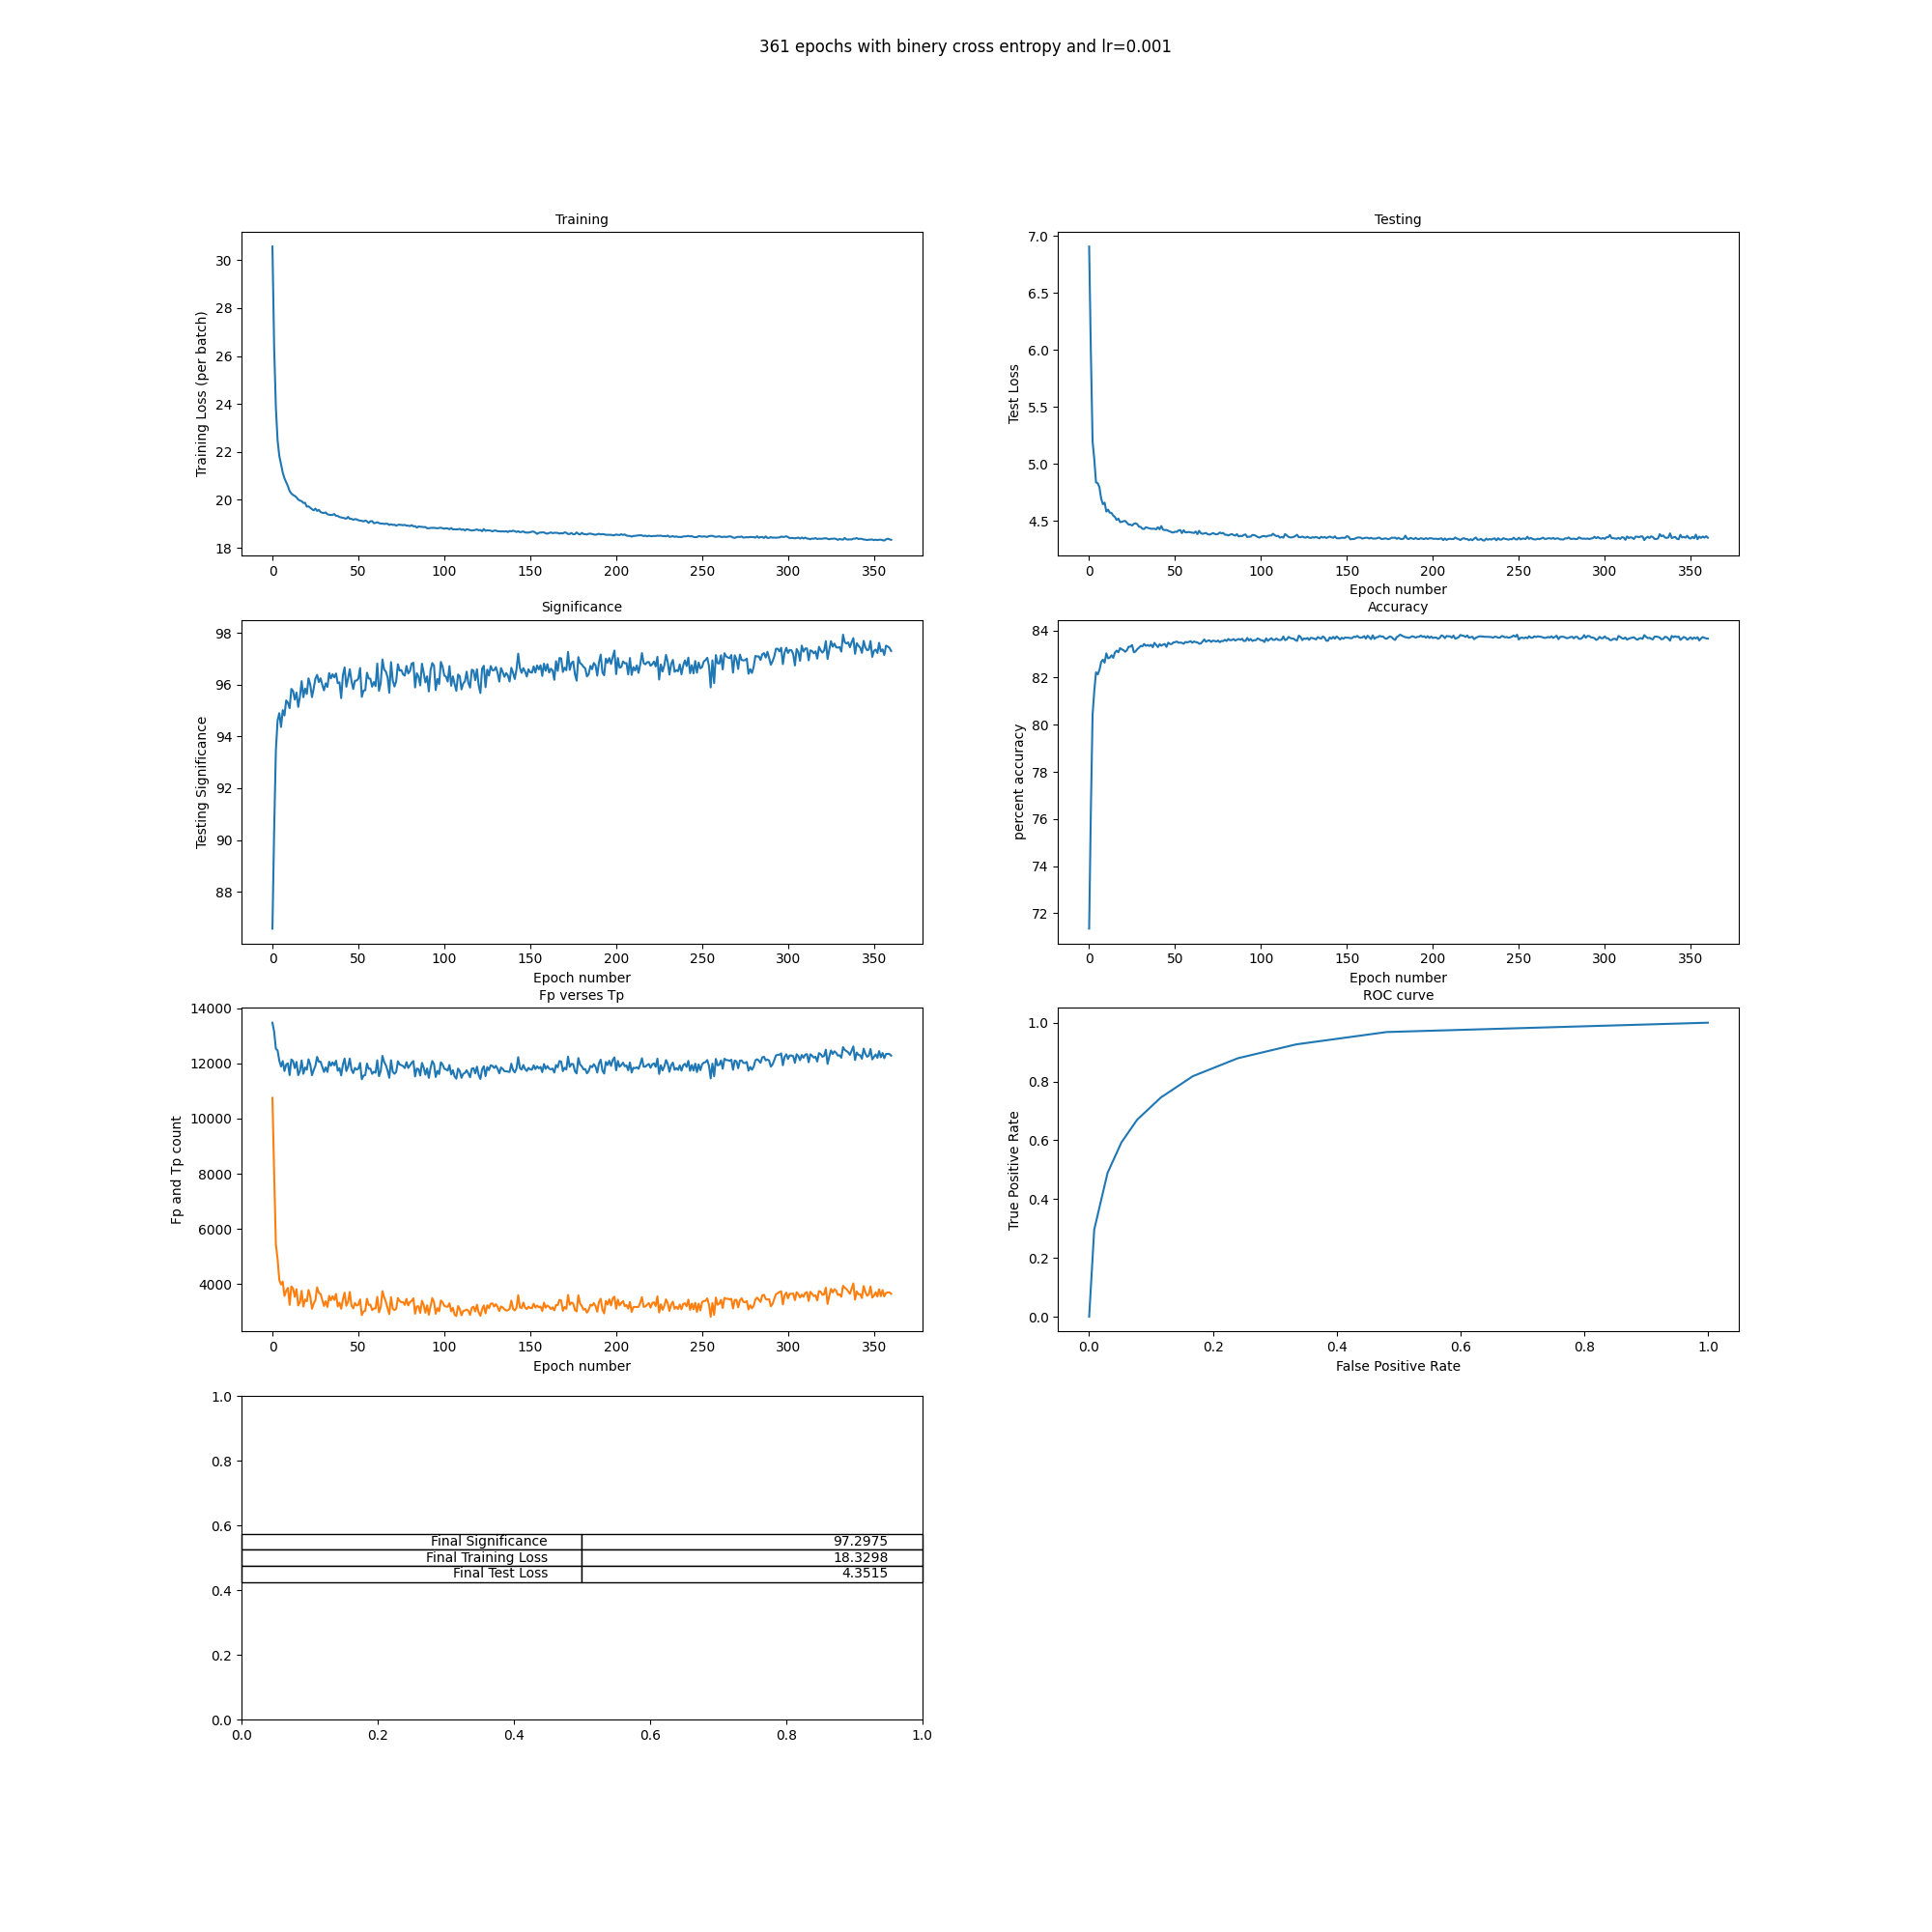 361 epochs with binery cross entropy and lr=0.001
Training
30
28
26
24
22
20
18
Training Loss (per batch)
0 50 100 150 200 250 300 350
Testing
7.0
6.5
6.0
5.5
5.0
4.5
Test Loss
0 50 100 150 200 250 300 350
Epoch number
Significance
98
96
94
92
90
88
Testing Significance
0 50 100 150 200 250 300 350
Epoch number
Accuracy
84
82
80
78
76
74
72
percent accuracy
0 50 100 150 200 250 300 350
Epoch number
Fp verses Tp
14000
12000
10000
8000
6000
4000
Fp and Tp count
0 50 100 150 200 250 300 350
Epoch number
ROC curve
1.0
0.8
0.6
0.4
0.2
0.0
True Positive Rate
0.0 0.2 0.4 0.6 0.8 1.0
False Positive Rate
1.0
0.8
0.6
Final Significance 97.2975
Final Training Loss 18.3298
Final Test Loss 4.3515
0.4
0.2
0.0
0.0 0.2 0.4 0.6 0.8 1.0